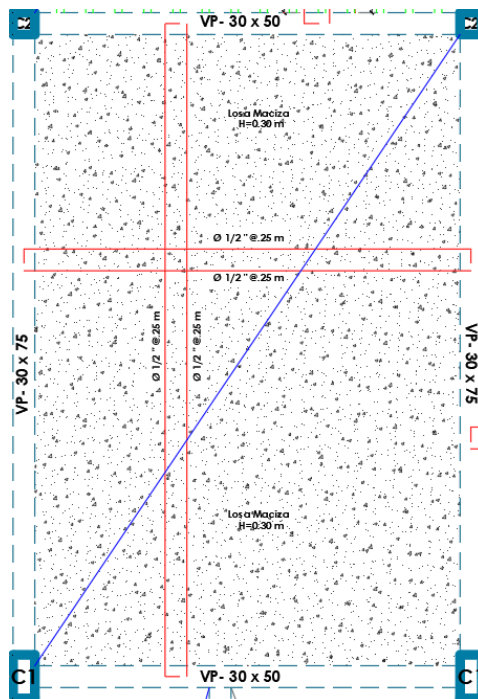 C2
VP- 30 x 50
C2
Losa Maciza
H=0.30 m
Ø 1/2 " @.25 m
Ø 1/2 " @.25 m
Ø 1/2 " @.25 m
Ø 1/2 " @.25 m
VP- 30 x 75
VP- 30 x 75
Losa Maciza
H=0.30 m
C1
VP- 30 x 50
C